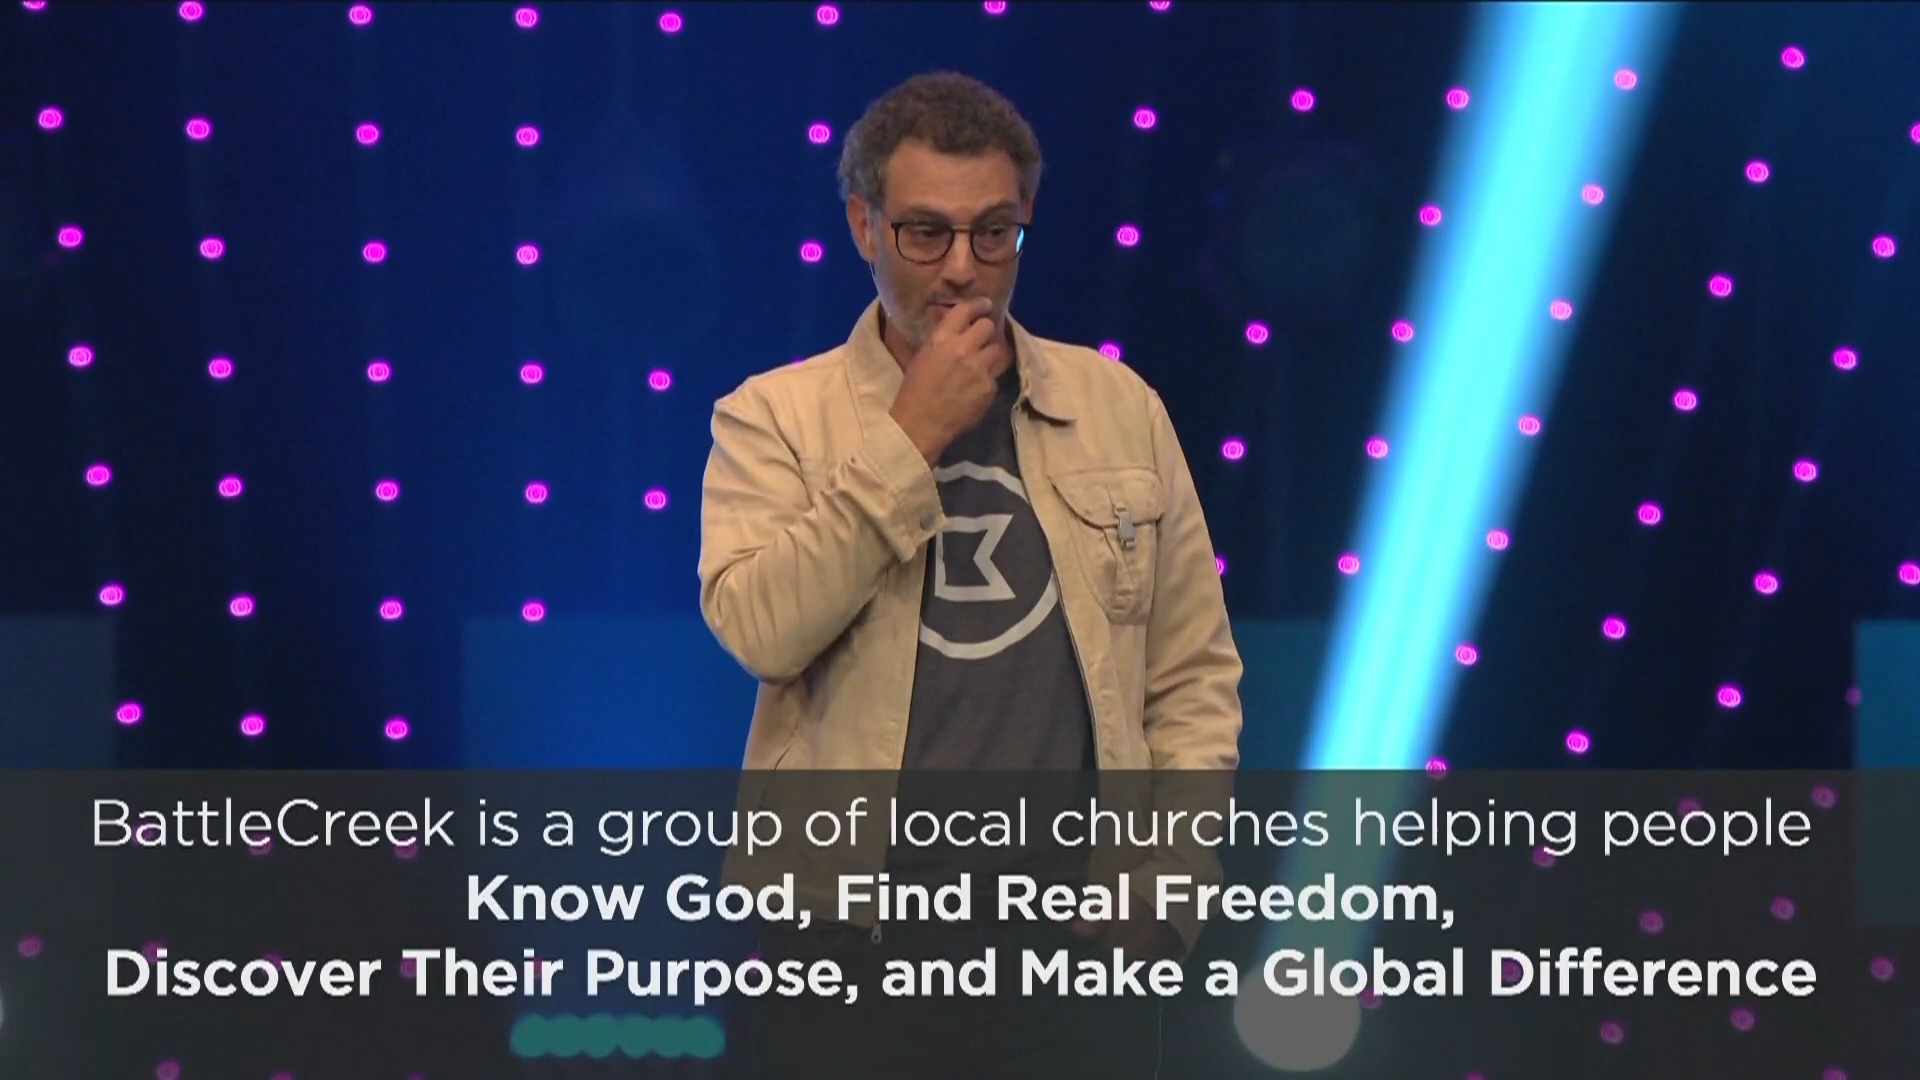 BattleCreek is a group of local churches helping people
Know God, Find Real Freedom,
Discover Their Purpose, and Make a Global Difference